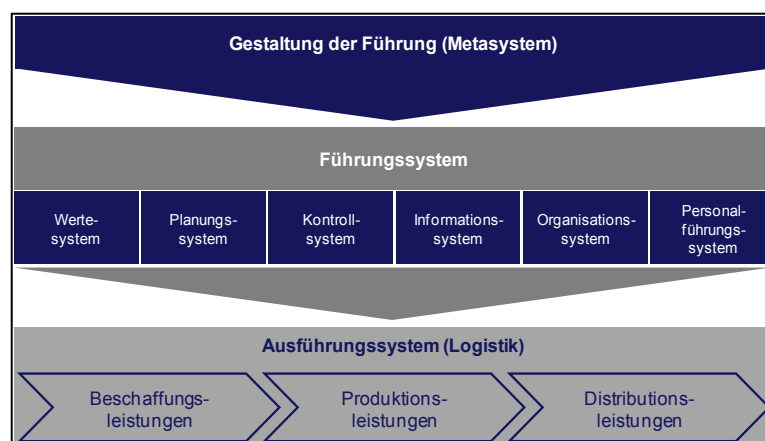 Gestaltung der Führung (Metasystem)
Führungssystem
Werte-
system
Planungs-
system
Kontroll-
system
Informations-
system
Organisations-
system
Personal-
führungs-
system
Ausführungssystem (Logistik)
Beschaffungs-
leistungen
Produktions-
leistungen
Distributions-
leistungen